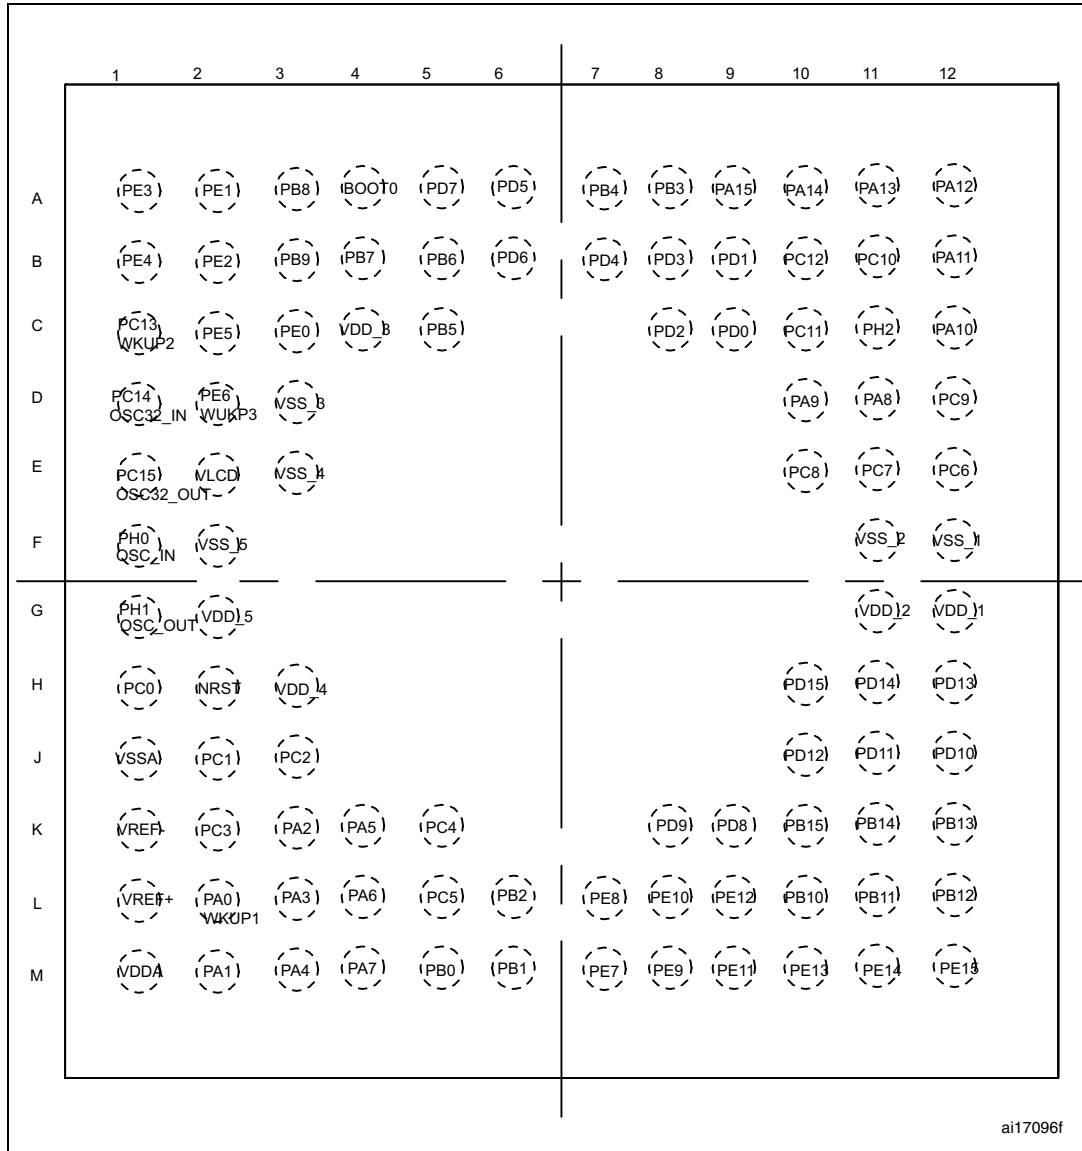 1 2 3 4 5 6 7 8 9 10 11 12
A PE3 PE1 PB8 BOOT0 PD7 PD5 PB4 PB3 PA15 PA14 PA13 PA12
B PE4 PE2 PB9 PB7 PB6 PD6 PD4 PD3 PD1 PC12 PC10 PA11
C PC13 PE5 PE0 VDD_3 PB5 PD2 PD0 PC11 PH2 PA10
WKUP2
D PC14 PE6 VSS_3 PA9 PA8 PC9
OSC32_IN WUKP3
E PC15 VLCD VSS_4 PC8 PC7 PC6
OSC32_OUT
F PH0 VSS_5 VSS_2 VSS_1
OSC_IN
G PH1 VDD_5 VDD_2 VDD_1
OSC_OUT
H PC0 NRST VDD_4 PD15 PD14 PD13
J VSSA PC1 PC2 PD12 PD11 PD10
K VREF- PC3 PA2 PA5 PC4 PD9 PD8 PB15 PB14 PB13
L VREF+ PA0 PA3 PA6 PC5 PB2 PE8 PE10 PE12 PB10 PB11 PB12
WKUP1
M VDDA PA1 PA4 PA7 PB0 PB1 PE7 PE9 PE11 PE13 PE14 PE15
ai17096f